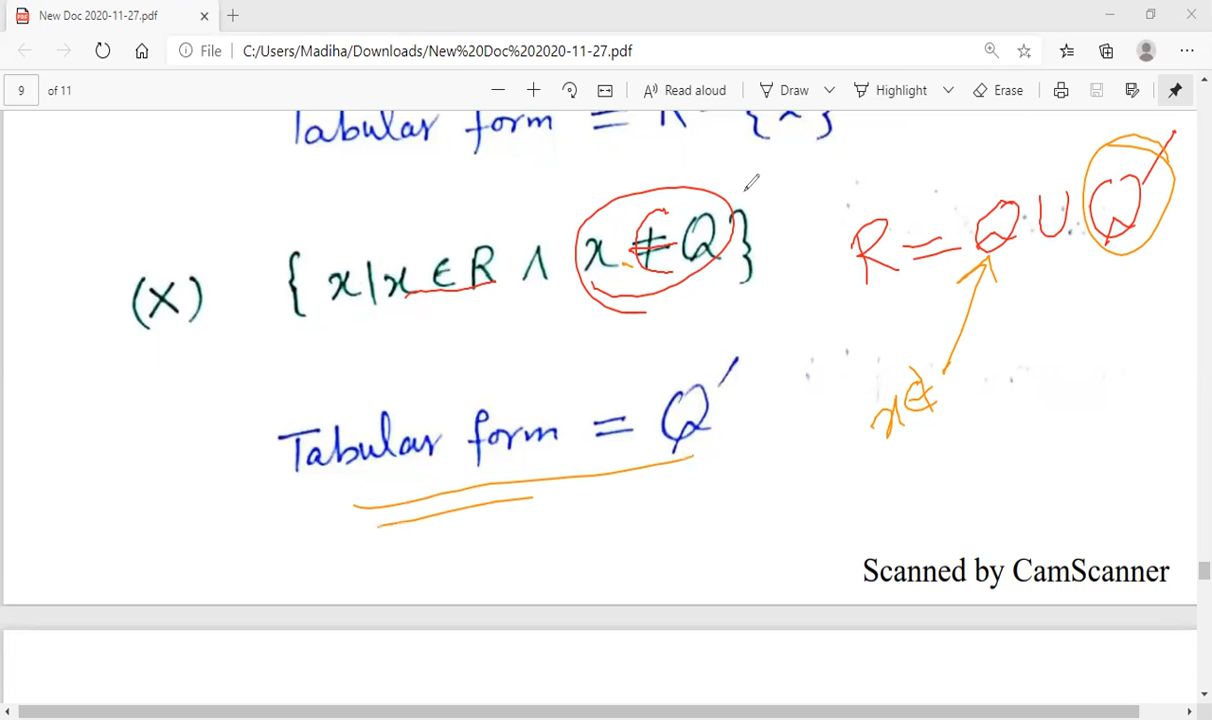 New Doc 2020-11-27.pdf
File C:/Users/Madiha/Downloads/New%20Doc%202020-11-27.pdf
9 of 11 Read aloud Draw Highlight Erase
Tabular form = R - { x }
R = Q ∪ Q′
(X) { x/x ∈ R ∧ x ≠ Q }
x ∉
Tabular form = Q′
Scanned by CamScanner